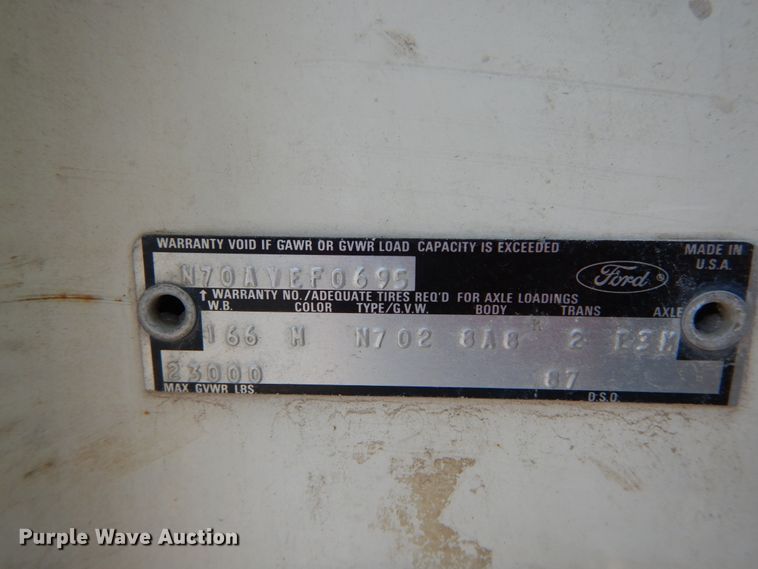 WARRANTY VOID IF GAWR OR GVWR LOAD CAPACITY IS EXCEEDED
MADE IN U.S.A.
N70AVEF0695
Ford
↑ WARRANTY NO./ADEQUATE TIRES REQ'D FOR AXLE LOADINGS
W.B. COLOR TYPE/G.V.W. BODY TRANS AXLE
166 N702 8A8 R 2
23000 87
MAX GVWR LBS. D.S.O.
Purple Wave Auction